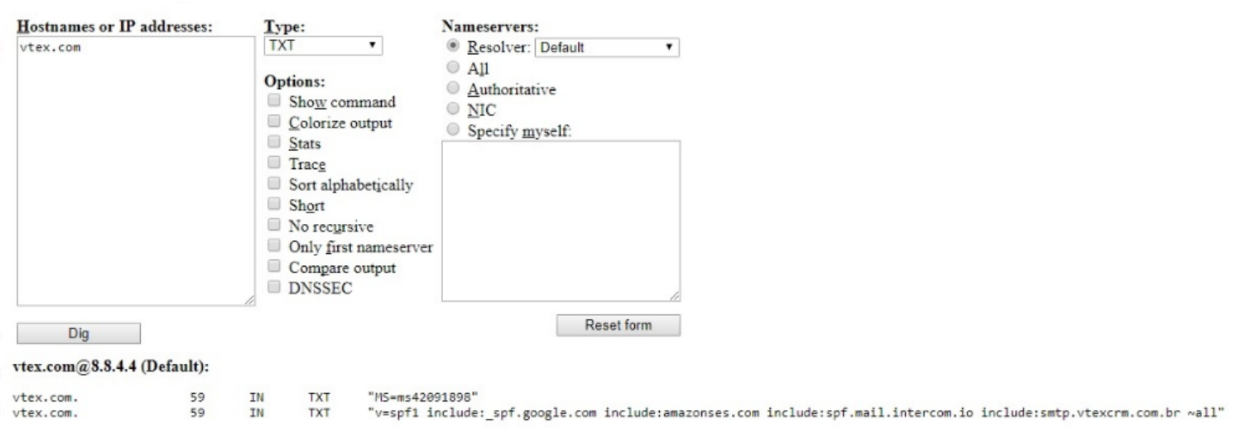 Hostnames or IP addresses:
vtex.com
Type:
TXT
Options:
Show command
Colorize output
Stats
Trace
Sort alphabetically
Short
No recursive
Only first nameserver
Compare output
DNSSEC
Nameservers:
Resolver: Default
All
Authoritative
NIC
Specify myself:
Dig
Reset form
vtex.com@8.8.4.4 (Default):
vtex.com. 59 IN TXT "MS=ms42091898"
vtex.com. 59 IN TXT "v=spf1 include:_spf.google.com include:amazonses.com include:spf.mail.intercom.io include:smtp.vtexcrm.com.br ~all"